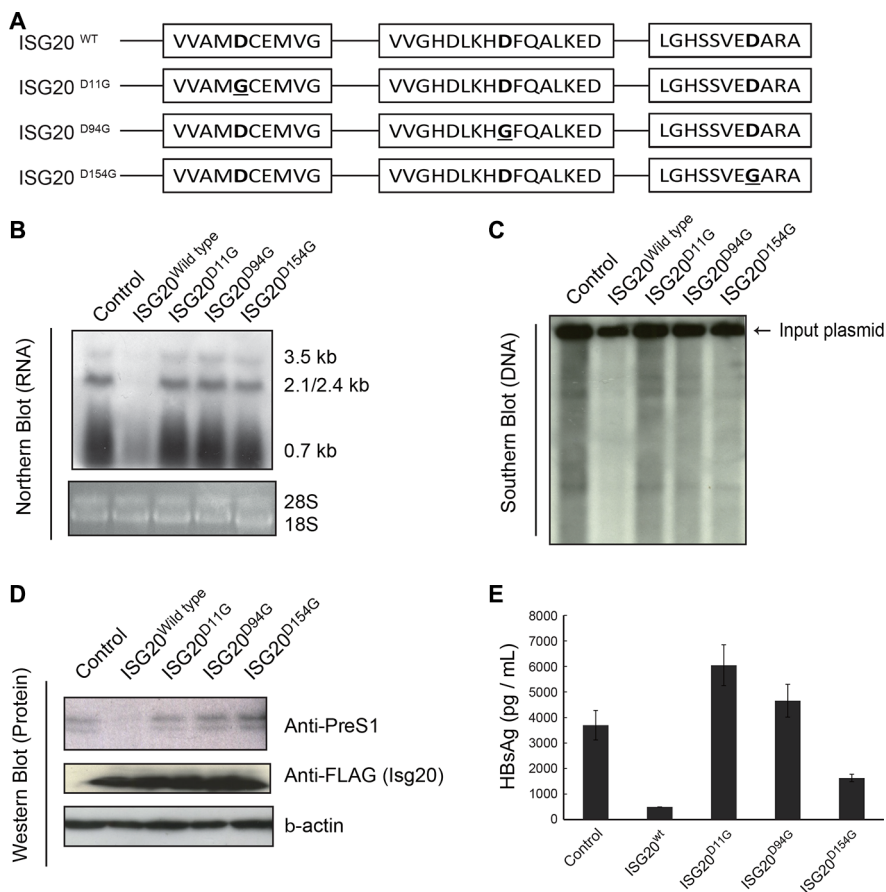 A
ISG20 WT VVAMDCEMVG VVGHDLKHDFQALKED LGHSSVEDARA
ISG20 D11G VVAMGCEMVG VVGHDLKHDFQALKED LGHSSVEDARA
ISG20 D94G VVAMDCEMVG VVGHDLKHGFQALKED LGHSSVEDARA
ISG20 D154G VVAMDCEMVG VVGHDLKHDFQALKED LGHSSVEGARA
B
Control ISG20Wild type ISG20D11G ISG20D94G ISG20D154G
Northern Blot (RNA)
3.5 kb
2.1/2.4 kb
0.7 kb
28S
18S
C
Control ISG20Wild type ISG20D11G ISG20D94G ISG20D154G
Southern Blot (DNA)
← Input plasmid
D
Control ISG20Wild type ISG20D11G ISG20D94G ISG20D154G
Western Blot (Protein)
Anti-PreS1
Anti-FLAG (Isg20)
b-actin
E
HBsAg (pg / mL)
8000
7000
6000
5000
4000
3000
2000
1000
0
Control ISG20wt ISG20D11G ISG20D94G ISG20D154G